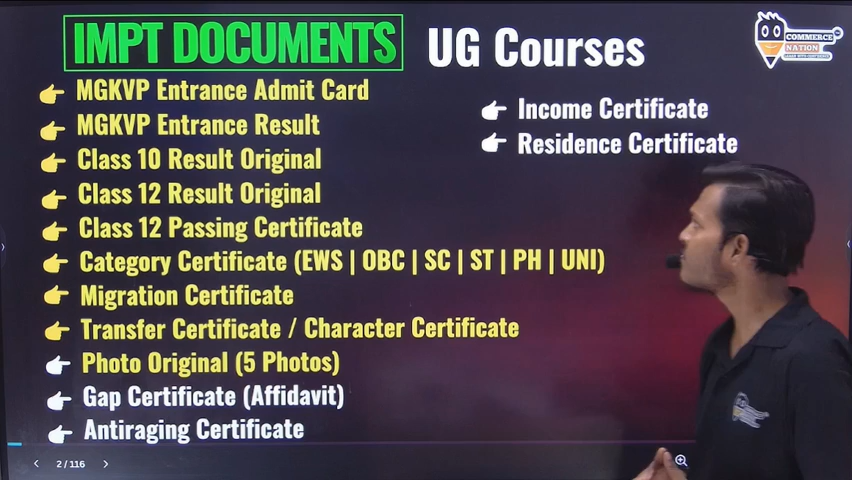 IMPT DOCUMENTS
UG Courses
COMMERCE
NATION
MGKVP Entrance Admit Card
MGKVP Entrance Result
Class 10 Result Original
Class 12 Result Original
Class 12 Passing Certificate
Category Certificate (EWS | OBC | SC | ST | PH | UNI)
Migration Certificate
Transfer Certificate / Character Certificate
Photo Original (5 Photos)
Gap Certificate (Affidavit)
Antiraging Certificate
Income Certificate
Residence Certificate
2 / 116